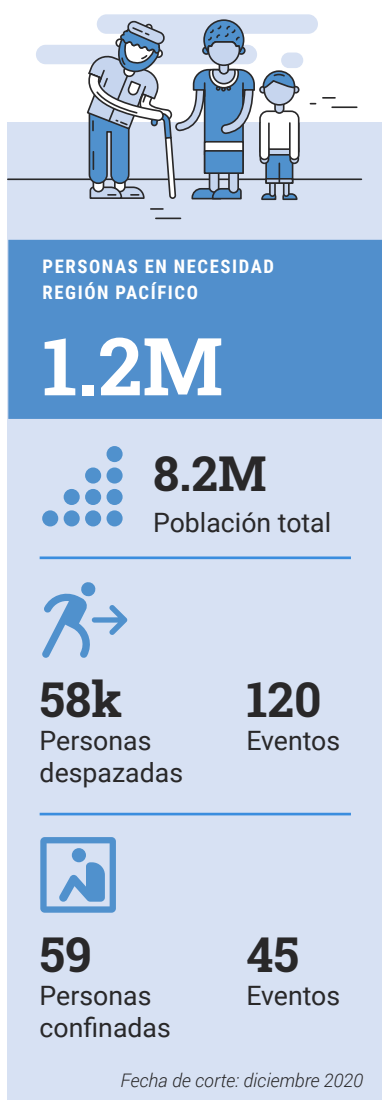 PERSONAS EN NECESIDAD
REGIÓN PACÍFICO
1.2M
8.2M
Población total
58k
Personas
despazadas
120
Eventos
59
Personas
confinadas
45
Eventos
Fecha de corte: diciembre 2020